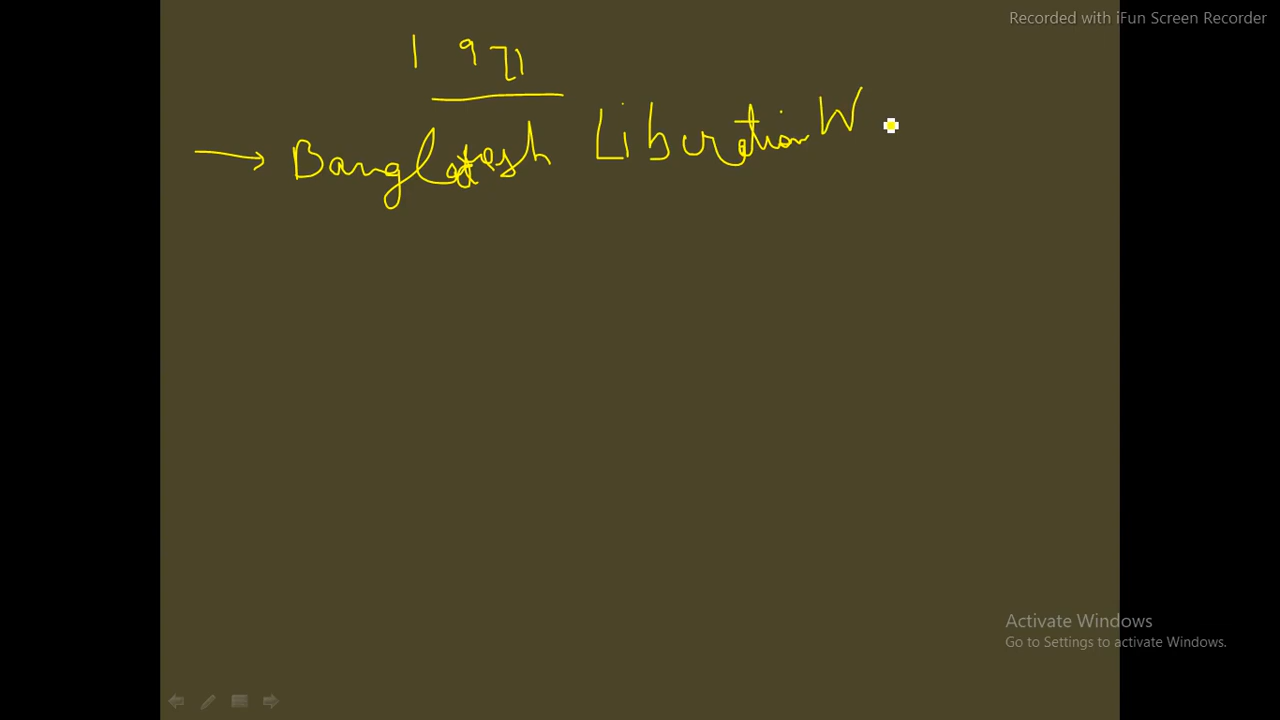 Recorded with iFun Screen Recorder
1971
→ Bangladesh Liberation W
Activate Windows
Go to Settings to activate Windows.